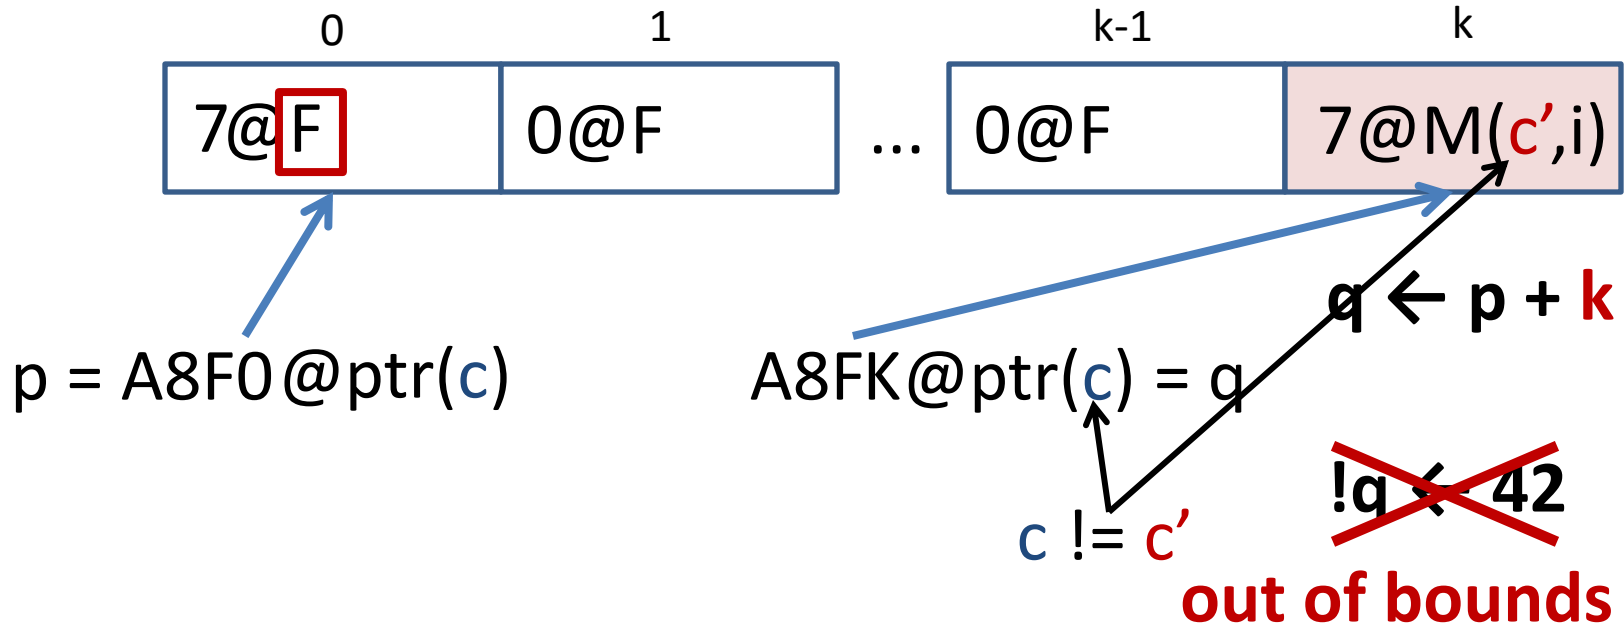 0 1 k-1 k
7@F 0@F ... 0@F 7@M(c’,i)
q ← p + k
p = A8F0@ptr(c) A8FK@ptr(c) = q
!q ← 42
c != c’
out of bounds